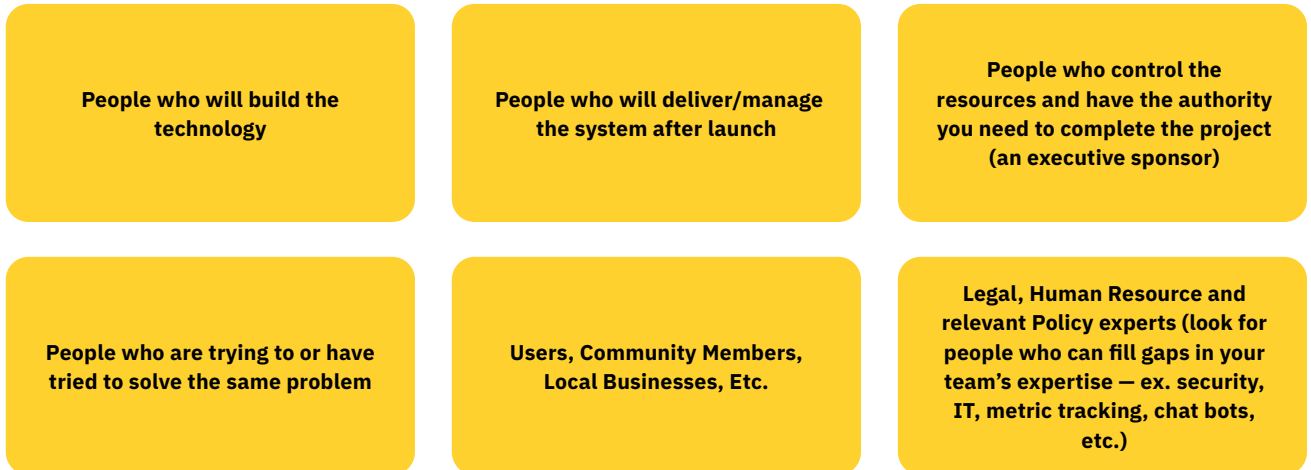 People who will build the
technology
People who will deliver/manage
the system after launch
People who control the
resources and have the authority
you need to complete the project
(an executive sponsor)
People who are trying to or have
tried to solve the same problem
Users, Community Members,
Local Businesses, Etc.
Legal, Human Resource and
relevant Policy experts (look for
people who can fill gaps in your
team’s expertise — ex. security,
IT, metric tracking, chat bots,
etc.)